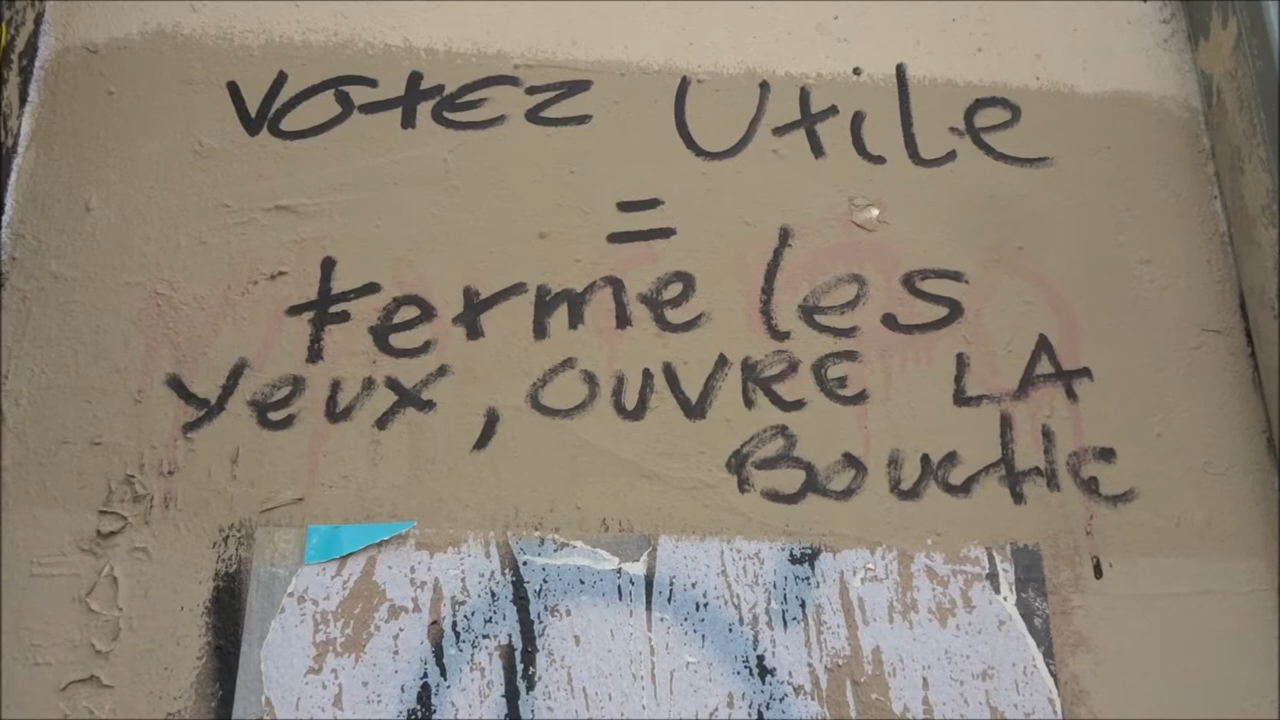 VOTEZ Utile
=
ferme les
yeux, OUVRE LA
BoucHe